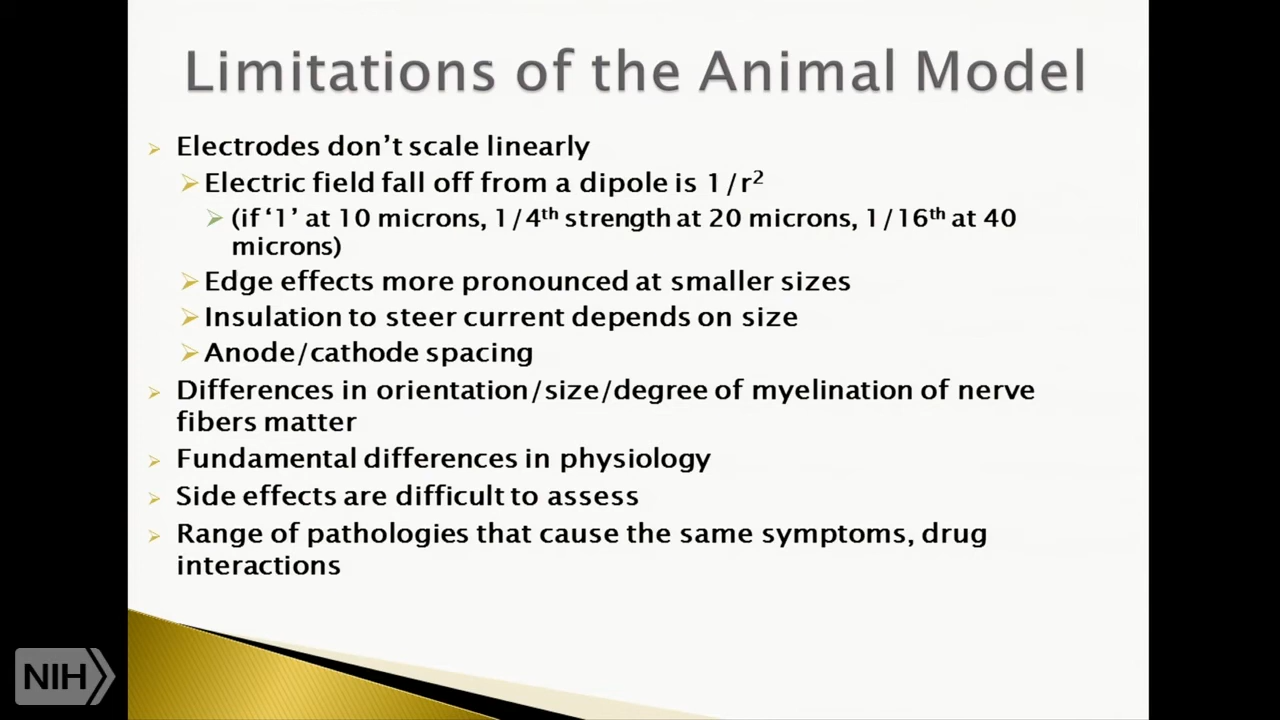 Limitations of the Animal Model
Electrodes don’t scale linearly
Electric field fall off from a dipole is 1/r²
(if ‘1’ at 10 microns, 1/4th strength at 20 microns, 1/16th at 40
microns)
Edge effects more pronounced at smaller sizes
Insulation to steer current depends on size
Anode/cathode spacing
Differences in orientation/size/degree of myelination of nerve
fibers matter
Fundamental differences in physiology
Side effects are difficult to assess
Range of pathologies that cause the same symptoms, drug
interactions
NIH